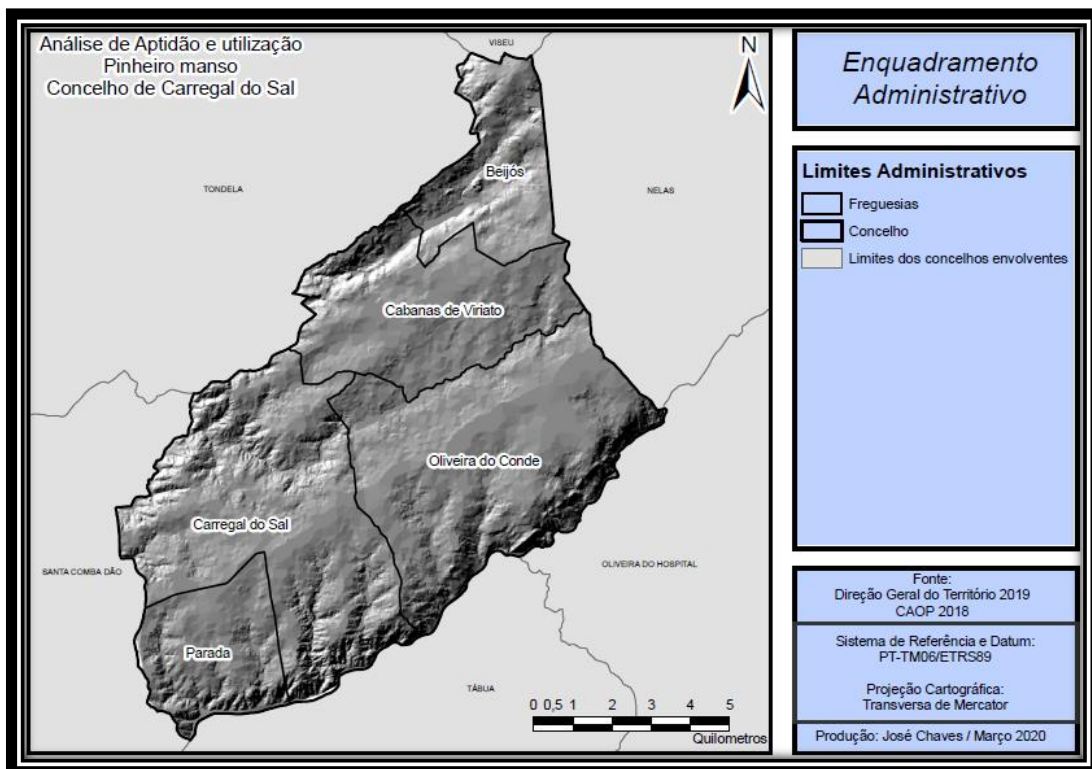 Análise de Aptidão e utilização
Pinheiro manso
Concelho de Carregal do Sal
VISEU
N
Beijós
TONDELA
NELAS
Cabanas de Viriato
Oliveira do Conde
Carregal do Sal
SANTA COMBA DÃO
OLIVEIRA DO HOSPITAL
Parada
TÁBUA
0 0,5 1 2 3 4 5
Quilometros
Enquadramento
Administrativo
Limites Administrativos
Freguesias
Concelho
Limites dos concelhos envolventes
Fonte:
Direção Geral do Território 2019
CAOP 2018
Sistema de Referência e Datum:
PT-TM06/ETRS89
Projeção Cartográfica:
Transversa de Mercator
Produção: José Chaves / Março 2020